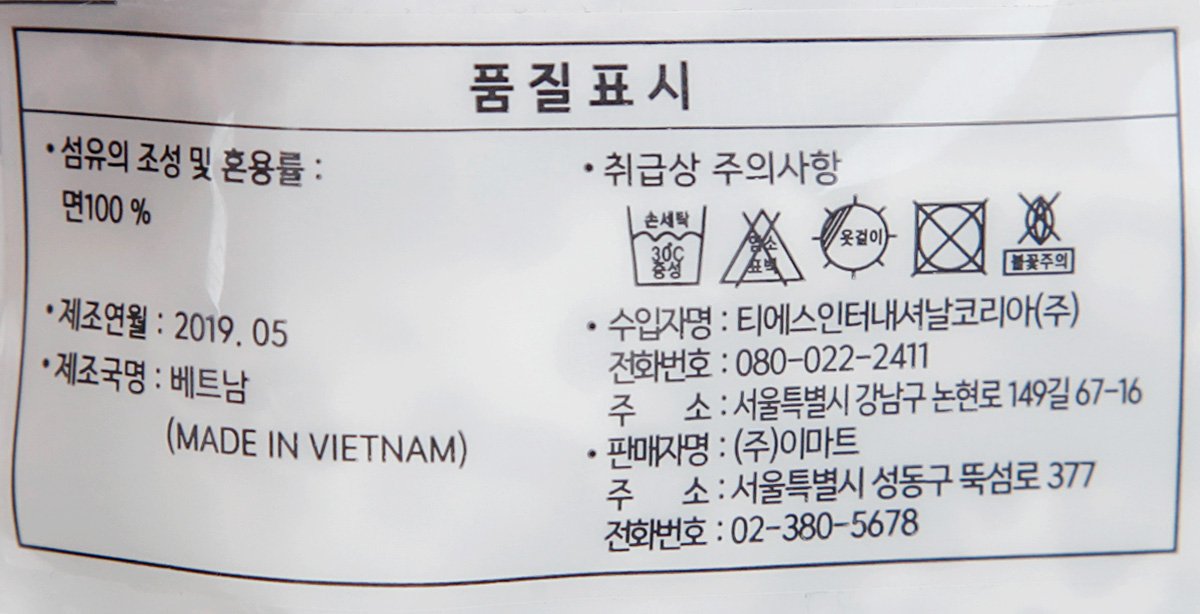 품질표시
• 섬유의 조성 및 혼용률 :
면100 %
• 제조연월 : 2019. 05
• 제조국명 : 베트남
(MADE IN VIETNAM)
• 취급상 주의사항
손세탁
30℃
중성
염소
표백
옷걸이
불꽃주의
• 수입자명 : 티에스인터내셔날코리아(주)
전화번호 : 080-022-2411
주 소 : 서울특별시 강남구 논현로 149길 67-16
• 판매자명 : (주)이마트
주 소 : 서울특별시 성동구 뚝섬로 377
전화번호 : 02-380-5678